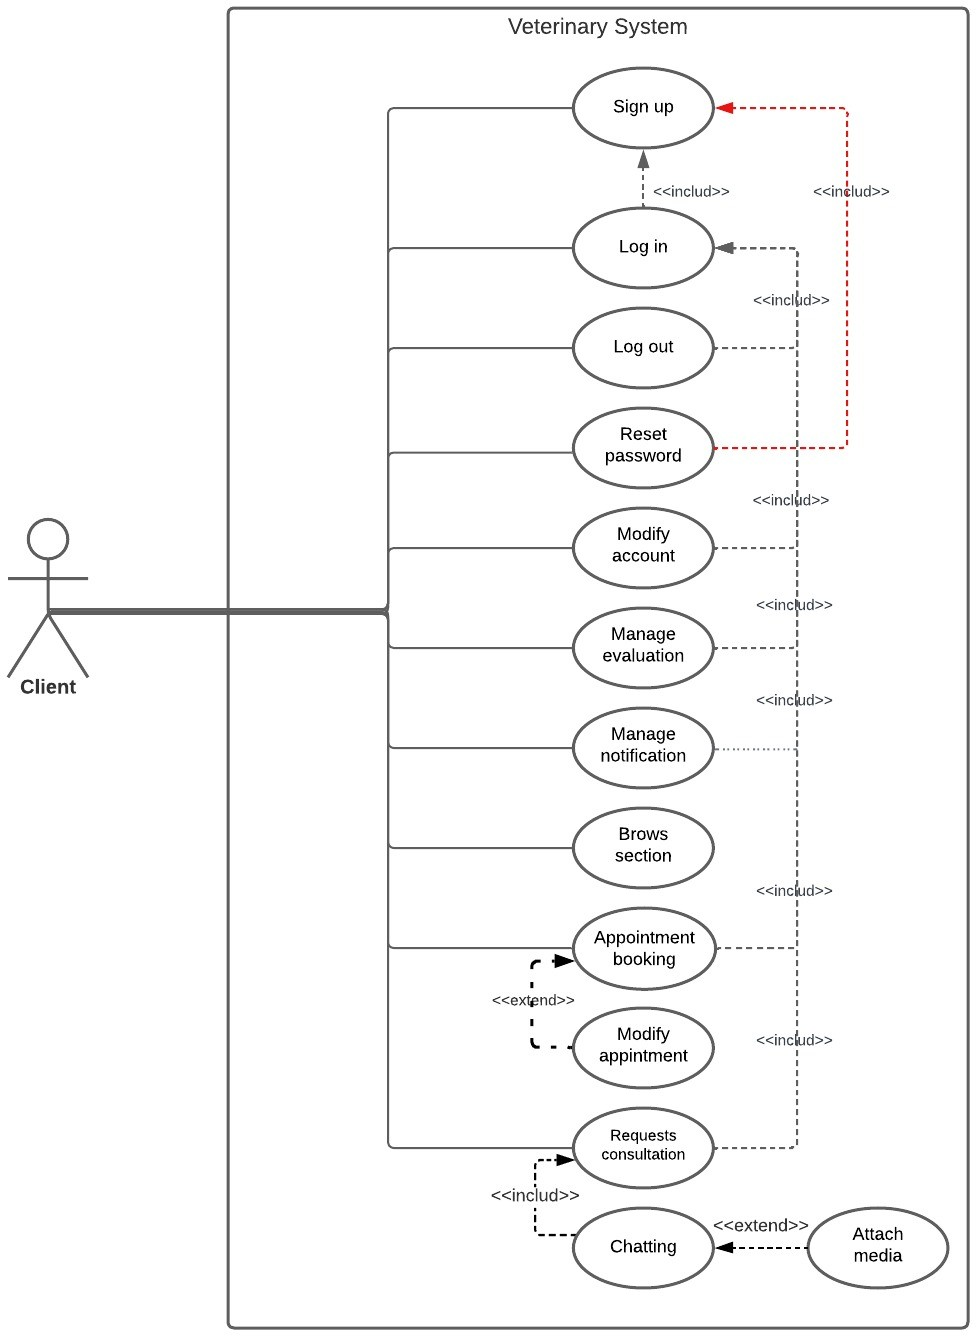 Veterinary System
Sign up
<<includ>>
<<includ>>
Log in
<<includ>>
Log out
Reset
password
<<includ>>
Modify
account
<<includ>>
Manage
evaluation
Client
<<includ>>
Manage
notification
Brows
section
<<includ>>
Appointment
booking
<<extend>>
Modify
appintment
<<includ>>
Requests
consultation
<<includ>>
<<extend>>
Chatting
Attach
media